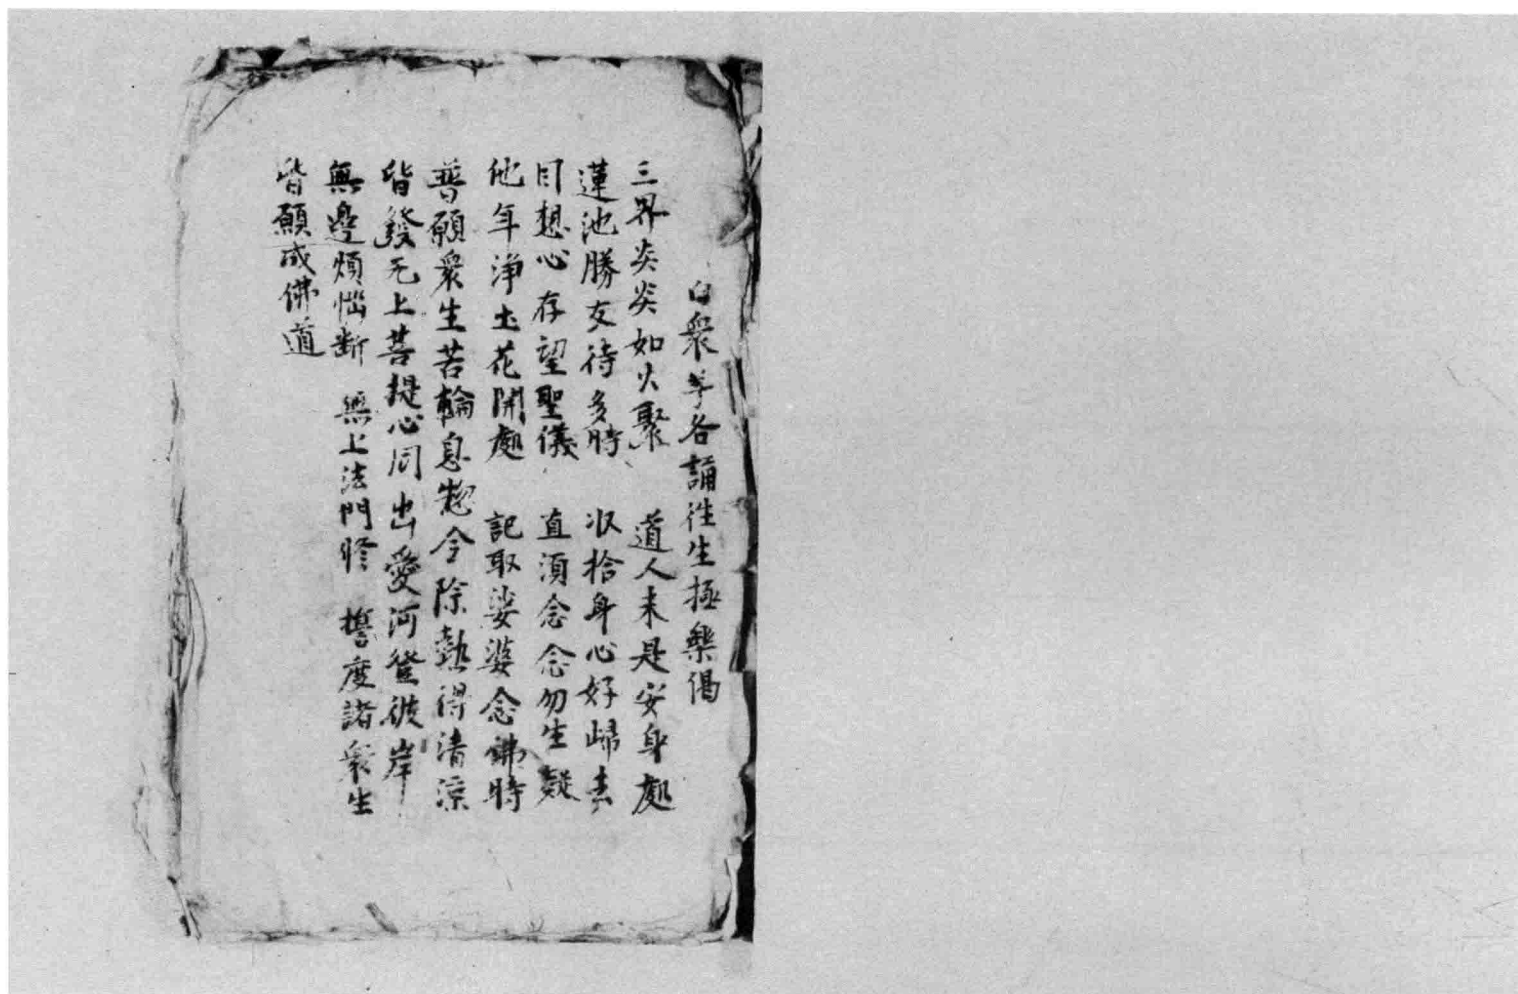 白衆等各誦往生極樂偈
三界炎炎如火聚 道人未是安身處
蓮池勝友待多時 收拾身心好歸去
目想心存望聖儀 直須念念勿生疑
他年淨土花開處 記取娑婆念佛時
普願衆生苦輪息惣令除熱得清涼
皆發无上菩提心同出愛河登彼岸
無邊煩惱斷 無上法門修 誓度諸衆生
皆願成佛道